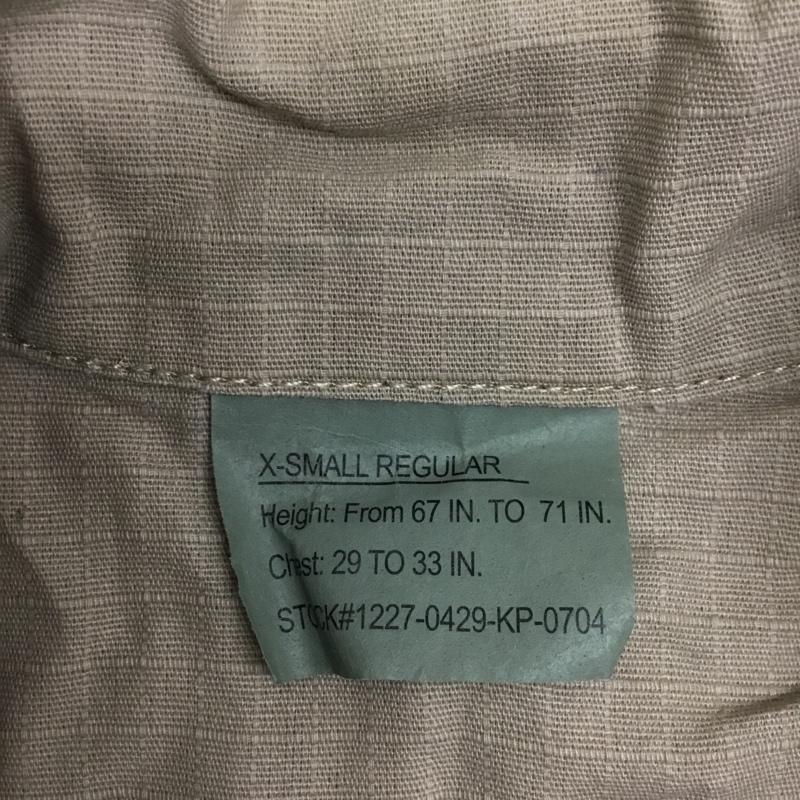 X-SMALL REGULAR
Height: From 67 IN. TO 71 IN.
Chest: 29 TO 33 IN.
STOCK#1227-0429-KP-0704